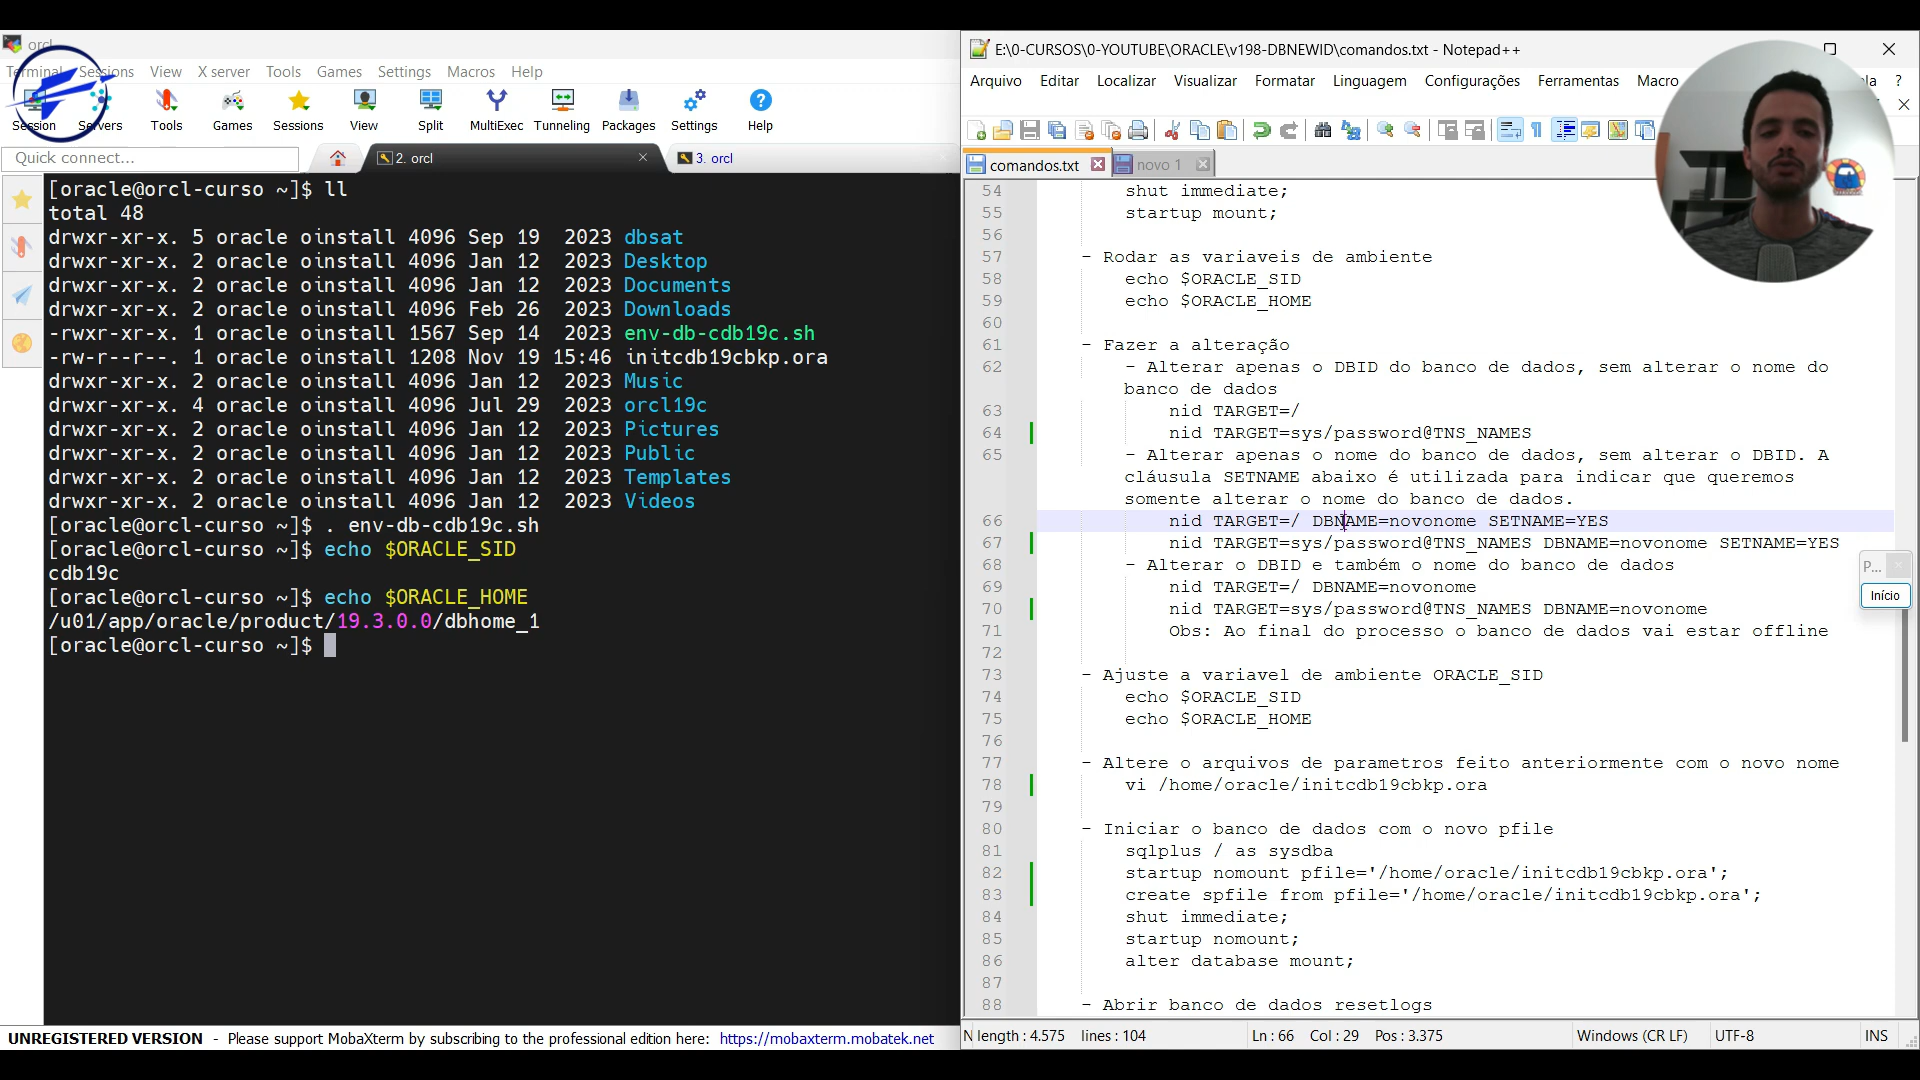 orcl
Terminal Sessions View X server Tools Games Settings Macros Help
Session Servers Tools Games Sessions View Split MultiExec Tunneling Packages Settings Help
Quick connect...
2. orcl
3. orcl
[oracle@orcl-curso ~]$ ll
total 48
drwxr-xr-x. 5 oracle oinstall 4096 Sep 19  2023 dbsat
drwxr-xr-x. 2 oracle oinstall 4096 Jan 12  2023 Desktop
drwxr-xr-x. 2 oracle oinstall 4096 Jan 12  2023 Documents
drwxr-xr-x. 2 oracle oinstall 4096 Feb 26  2023 Downloads
-rwxr-xr-x. 1 oracle oinstall 1567 Sep 14  2023 env-db-cdb19c.sh
-rw-r--r--. 1 oracle oinstall 1208 Nov 19 15:46 initcdb19cbkp.ora
drwxr-xr-x. 2 oracle oinstall 4096 Jan 12  2023 Music
drwxr-xr-x. 4 oracle oinstall 4096 Jul 29  2023 orcl19c
drwxr-xr-x. 2 oracle oinstall 4096 Jan 12  2023 Pictures
drwxr-xr-x. 2 oracle oinstall 4096 Jan 12  2023 Public
drwxr-xr-x. 2 oracle oinstall 4096 Jan 12  2023 Templates
drwxr-xr-x. 2 oracle oinstall 4096 Jan 12  2023 Videos
[oracle@orcl-curso ~]$ . env-db-cdb19c.sh
[oracle@orcl-curso ~]$ echo $ORACLE_SID
cdb19c
[oracle@orcl-curso ~]$ echo $ORACLE_HOME
/u01/app/oracle/product/19.3.0.0/dbhome_1
[oracle@orcl-curso ~]$
UNREGISTERED VERSION - Please support MobaXterm by subscribing to the professional edition here: https://mobaxterm.mobatek.net
E:\0-CURSOS\0-YOUTUBE\ORACLE\v198-DBNEWID\comandos.txt - Notepad++
Arquivo Editar Localizar Visualizar Formatar Linguagem Configurações Ferramentas Macro ?
comandos.txt
novo 1
54 shut immediate;
55 startup mount;
56
57 - Rodar as variaveis de ambiente
58 echo $ORACLE_SID
59 echo $ORACLE_HOME
60
61 - Fazer a alteração
62 - Alterar apenas o DBID do banco de dados, sem alterar o nome do
banco de dados
63 nid TARGET=/
64 nid TARGET=sys/password@TNS_NAMES
65 - Alterar apenas o nome do banco de dados, sem alterar o DBID. A
cláusula SETNAME abaixo é utilizada para indicar que queremos
somente alterar o nome do banco de dados.
66 nid TARGET=/ DBNAME=novonome SETNAME=YES
67 nid TARGET=sys/password@TNS_NAMES DBNAME=novonome SETNAME=YES
68 - Alterar o DBID e também o nome do banco de dados
69 nid TARGET=/ DBNAME=novonome
70 nid TARGET=sys/password@TNS_NAMES DBNAME=novonome
71 Obs: Ao final do processo o banco de dados vai estar offline
72
73 - Ajuste a variavel de ambiente ORACLE_SID
74 echo $ORACLE_SID
75 echo $ORACLE_HOME
76
77 - Altere o arquivos de parametros feito anteriormente com o novo nome
78 vi /home/oracle/initcdb19cbkp.ora
79
80 - Iniciar o banco de dados com o novo pfile
81 sqlplus / as sysdba
82 startup nomount pfile='/home/oracle/initcdb19cbkp.ora';
83 create spfile from pfile='/home/oracle/initcdb19cbkp.ora';
84 shut immediate;
85 startup nomount;
86 alter database mount;
87
88 - Abrir banco de dados resetlogs
P...
Início
N length : 4.575 lines : 104 Ln : 66 Col : 29 Pos : 3.375 Windows (CR LF) UTF-8 INS